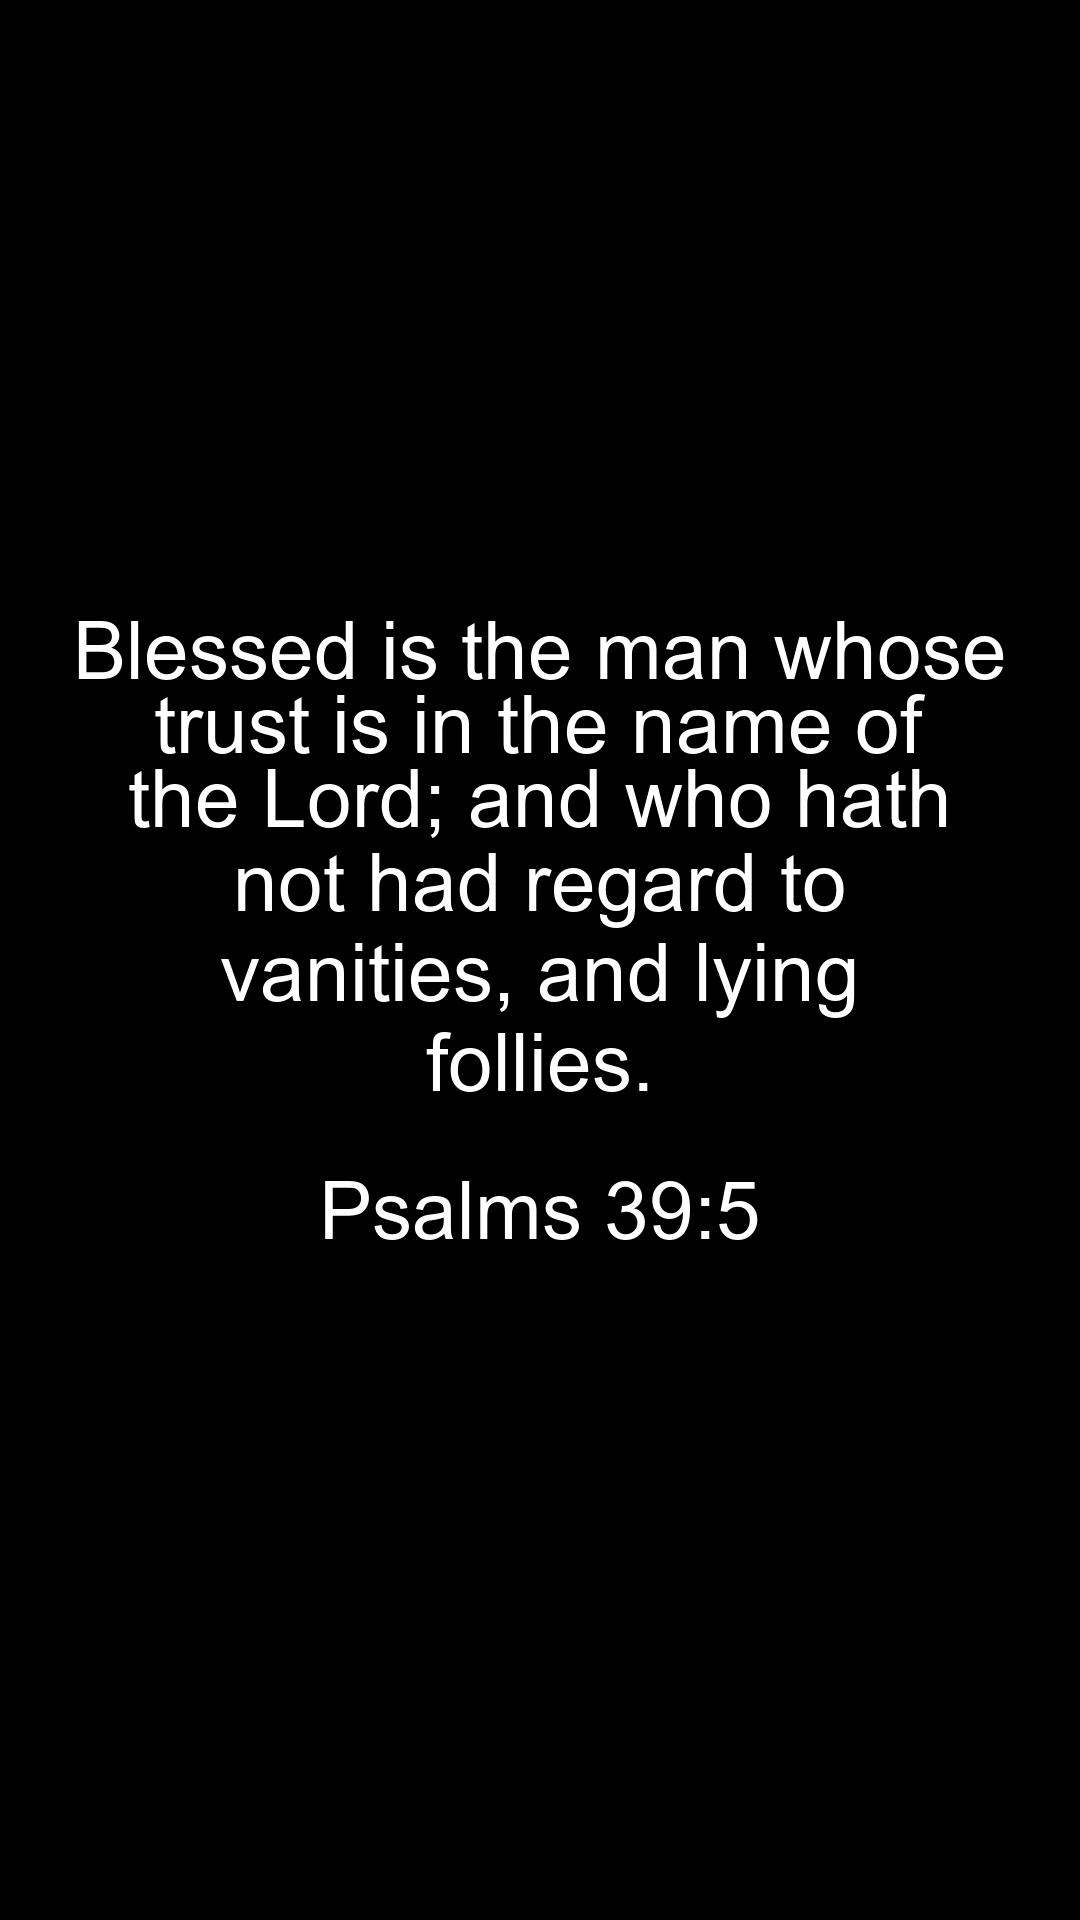 Blessed is the man whose
trust is in the name of
the Lord; and who hath
not had regard to
vanities, and lying
follies.
Psalms 39:5